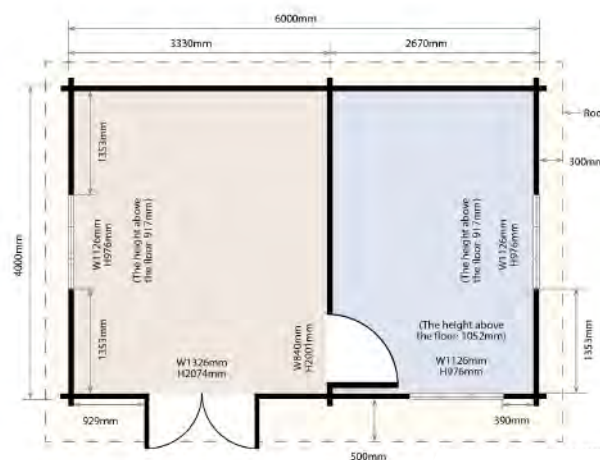 6000mm
3330mm
2670mm
Roo
300mm
1353mm
4000mm
W1126mm
H976mm
(The height above
the floor: 917mm)
(The height above
the floor: 917mm)
W1126mm
H976mm
1353mm
W1326mm
H2074mm
W840mm
H2001mm
(The height above
the floor: 1052mm)
W1126mm
H976mm
1353mm
929mm
390mm
500mm